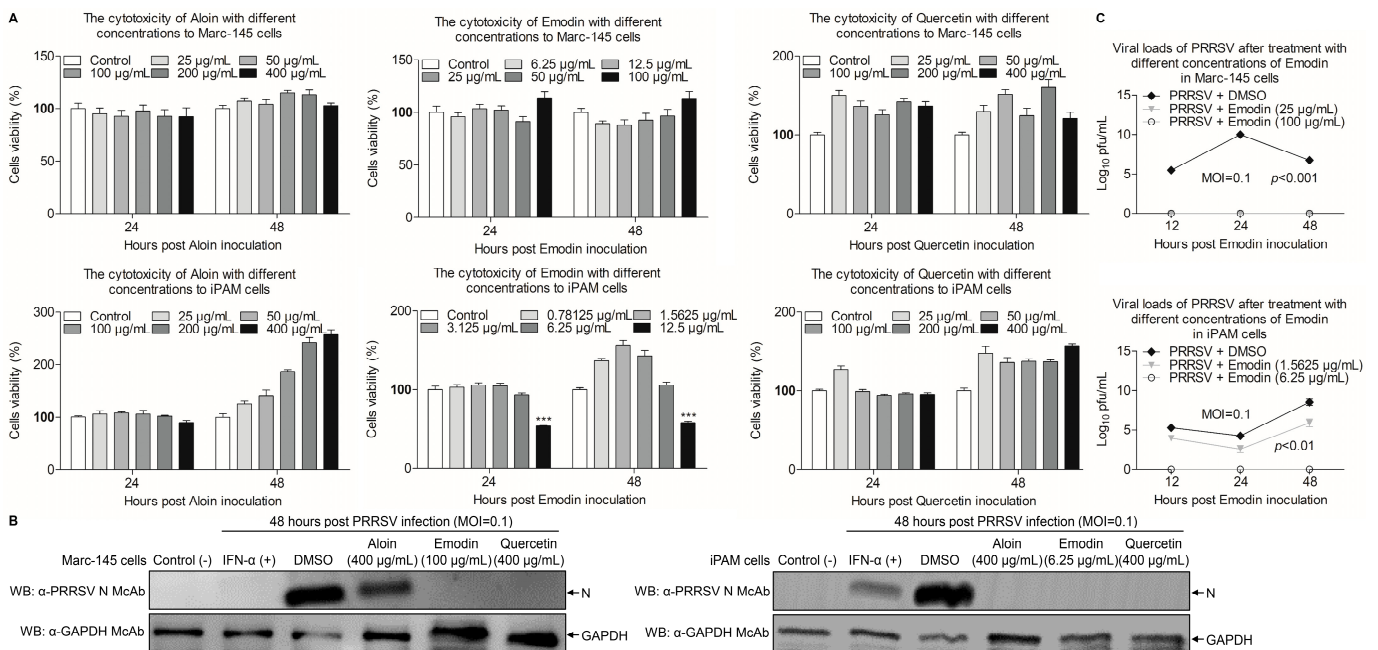 A
The cytotoxicity of Aloin with different
concentrations to Marc-145 cells
Control 25 µg/mL 50 µg/mL
100 µg/mL 200 µg/mL 400 µg/mL
Cells viability (%)
150
100
50
0
24 48
Hours post Aloin inoculation
The cytotoxicity of Emodin with different
concentrations to Marc-145 cells
Control 6.25 µg/mL 12.5 µg/mL
25 µg/mL 50 µg/mL 100 µg/mL
Cells viability (%)
150
100
50
0
24 48
Hours post Emodin inoculation
The cytotoxicity of Quercetin with different
concentrations to Marc-145 cells
Control 25 µg/mL 50 µg/mL
100 µg/mL 200 µg/mL 400 µg/mL
Cells viability (%)
200
100
0
24 48
Hours post Quercetin inoculation
C
Viral loads of PRRSV after treatment with
different concentrations of Emodin
in Marc-145 cells
PRRSV + DMSO
PRRSV + Emodin (25 µg/mL)
PRRSV + Emodin (100 µg/mL)
Log10 pfu/mL
15
10
5
0
MOI=0.1 p<0.001
12 24 48
Hours post Emodin inoculation
The cytotoxicity of Aloin with different
concentrations to iPAM cells
Control 25 µg/mL 50 µg/mL
100 µg/mL 200 µg/mL 400 µg/mL
Cells viability (%)
300
200
100
0
24 48
Hours post Aloin inoculation
The cytotoxicity of Emodin with different
concentrations to iPAM cells
Control 0.78125 µg/mL 1.5625 µg/mL
3.125 µg/mL 6.25 µg/mL 12.5 µg/mL
Cells viability (%)
200
100
0
*** ***
24 48
Hours post Emodin inoculation
The cytotoxicity of Quercetin with different
concentrations to iPAM cells
Control 25 µg/mL 50 µg/mL
100 µg/mL 200 µg/mL 400 µg/mL
Cells viability (%)
200
100
0
24 48
Hours post Quercetin inoculation
Viral loads of PRRSV after treatment with
different concentrations of Emodin
in iPAM cells
PRRSV + DMSO
PRRSV + Emodin (1.5625 µg/mL)
PRRSV + Emodin (6.25 µg/mL)
Log10 pfu/mL
15
10
5
0
MOI=0.1
p<0.01
12 24 48
Hours post Emodin inoculation
B
48 hours post PRRSV infection (MOI=0.1)
Aloin Emodin Quercetin
Marc-145 cells Control (-) IFN-α (+) DMSO (400 µg/mL) (100 µg/mL) (400 µg/mL)
WB: α-PRRSV N McAb N
WB: α-GAPDH McAb GAPDH
48 hours post PRRSV infection (MOI=0.1)
Aloin Emodin Quercetin
iPAM cells Control (-) IFN-α (+) DMSO (400 µg/mL) (6.25 µg/mL) (400 µg/mL)
WB: α-PRRSV N McAb N
WB: α-GAPDH McAb GAPDH